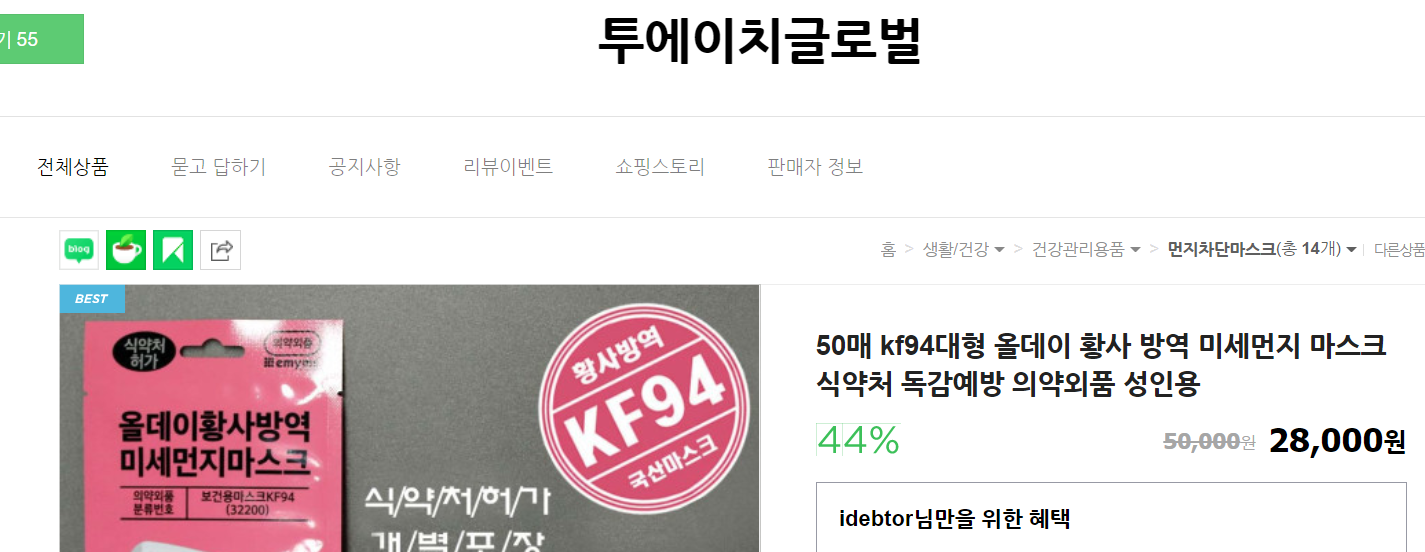 기 55
투에이치글로벌
전체상품 묻고 답하기 공지사항 리뷰이벤트 쇼핑스토리 판매자 정보
blog
홈 > 생활/건강 > 건강관리용품 > 먼지차단마스크(총 14개) 다른상품
BEST
식약처
허가
의약외품
emyeu
올데이황사방역
미세먼지마스크
의약외품
분류번호
보건용마스크KF94
(32200)
황사방역
KF94
국산마스크
식/약/처/허/가
개/별/포/장
50매 kf94대형 올데이 황사 방역 미세먼지 마스크
식약처 독감예방 의약외품 성인용
44% 50,000원 28,000원
idebtor님만을 위한 혜택